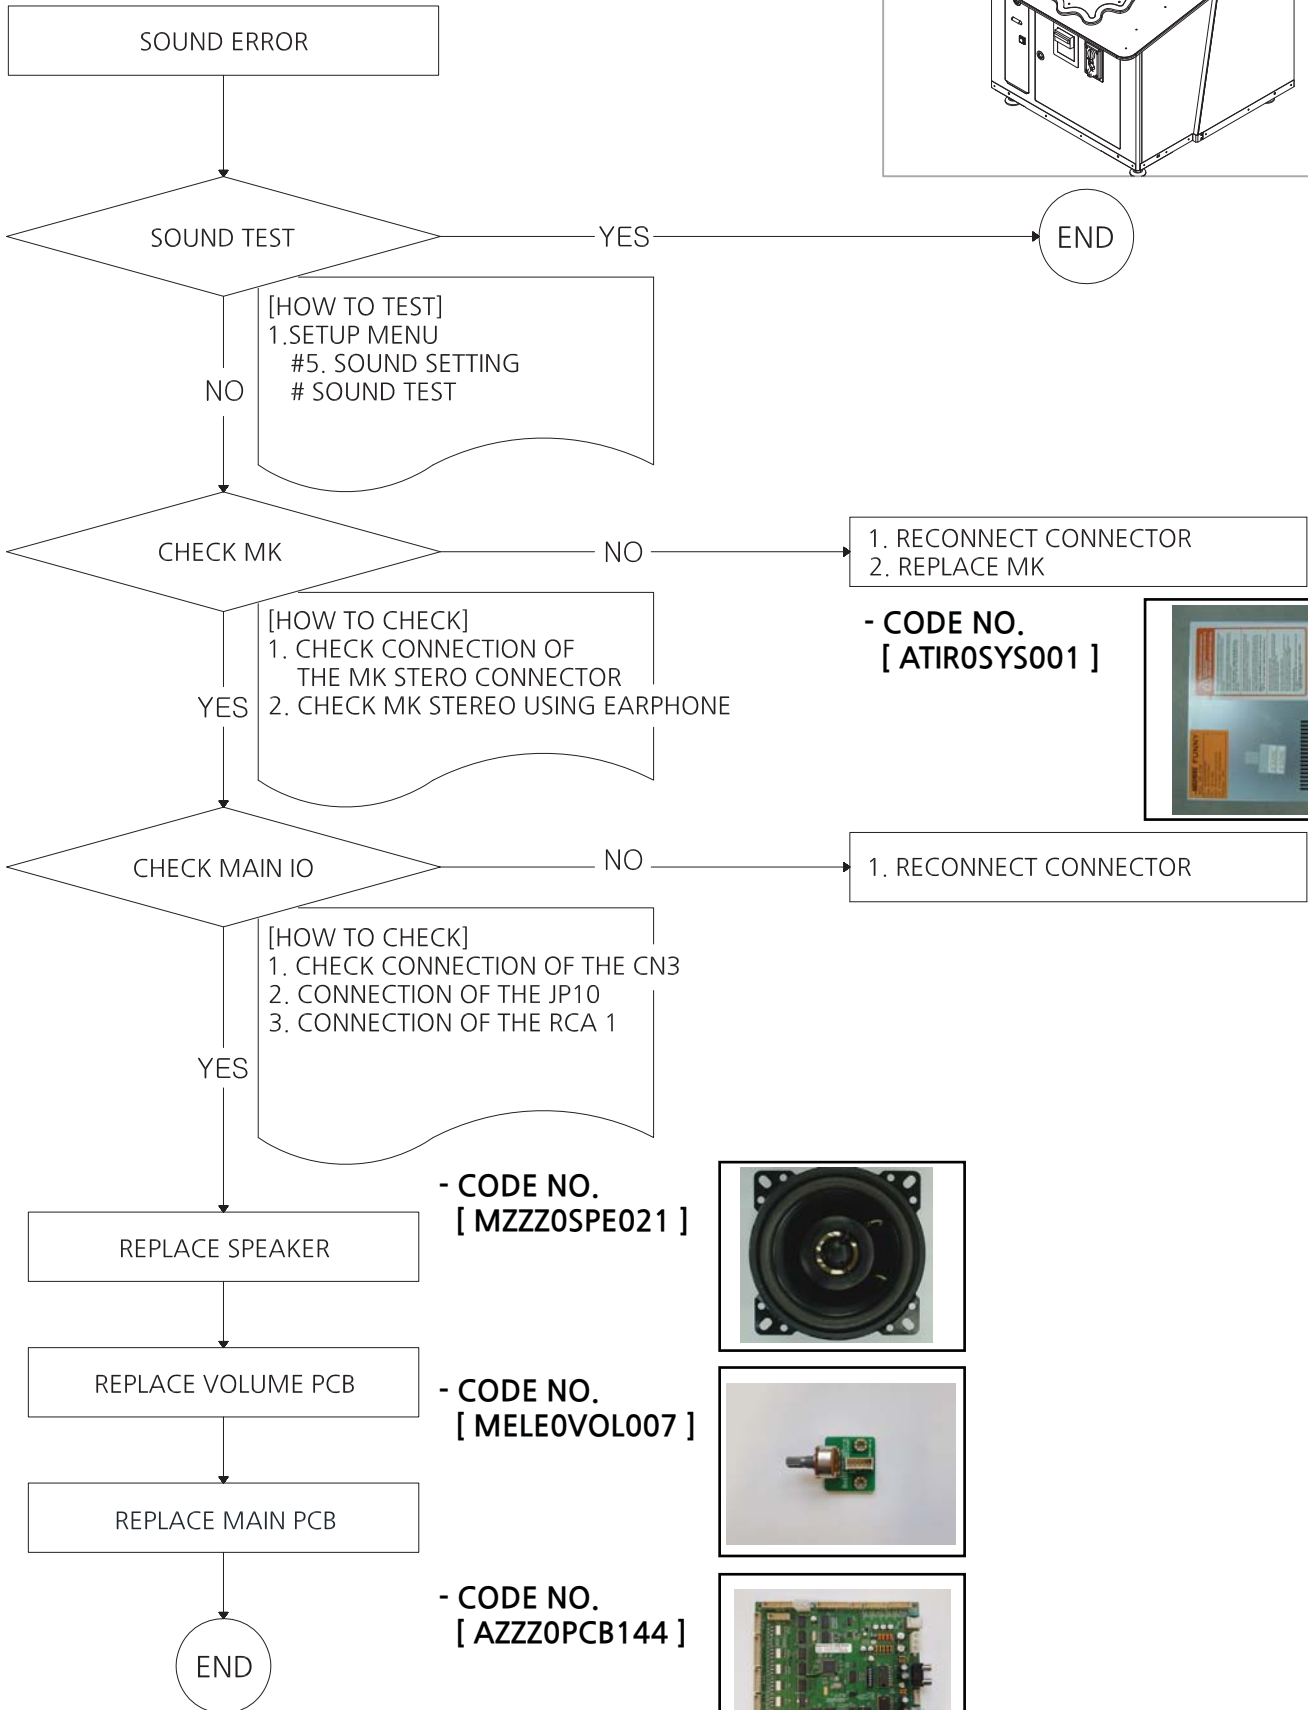 SOUND ERROR
SOUND TEST
YES
END
[HOW TO TEST]
1.SETUP MENU
#5. SOUND SETTING
# SOUND TEST
NO
CHECK MK
NO
1. RECONNECT CONNECTOR
2. REPLACE MK
[HOW TO CHECK]
1. CHECK CONNECTION OF
THE MK STERO CONNECTOR
2. CHECK MK STEREO USING EARPHONE
YES
- CODE NO.
[ ATIR0SYS001 ]
CHECK MAIN IO
NO
1. RECONNECT CONNECTOR
[HOW TO CHECK]
1. CHECK CONNECTION OF THE CN3
2. CONNECTION OF THE JP10
3. CONNECTION OF THE RCA 1
YES
REPLACE SPEAKER
- CODE NO.
[ MZZZ0SPE021 ]
REPLACE VOLUME PCB
- CODE NO.
[ MELE0VOL007 ]
REPLACE MAIN PCB
- CODE NO.
[ AZZZ0PCB144 ]
END